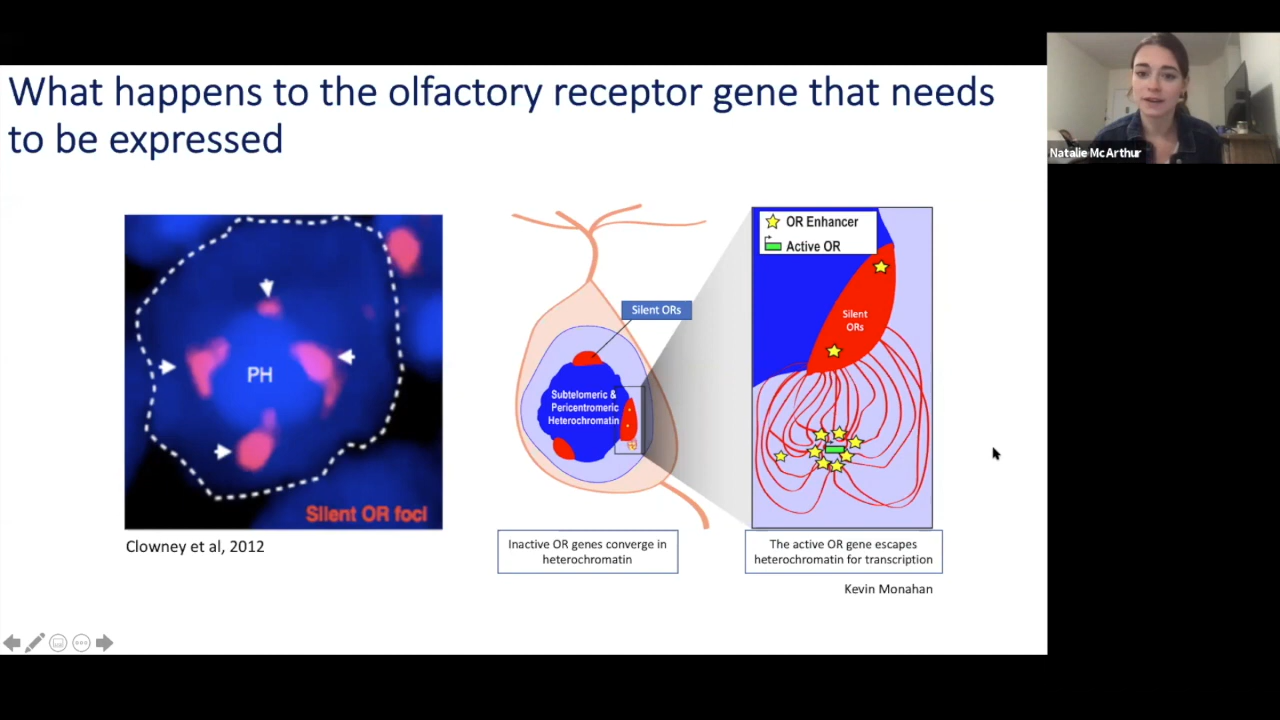 What happens to the olfactory receptor gene that needs
to be expressed
Natalie McArthur
PH
Silent OR foci
Clowney et al, 2012
Silent ORs
Subtelomeric &
Pericentromeric
Heterochromatin
Inactive OR genes converge in
heterochromatin
OR Enhancer
Active OR
Silent
ORs
The active OR gene escapes
heterochromatin for transcription
Kevin Monahan